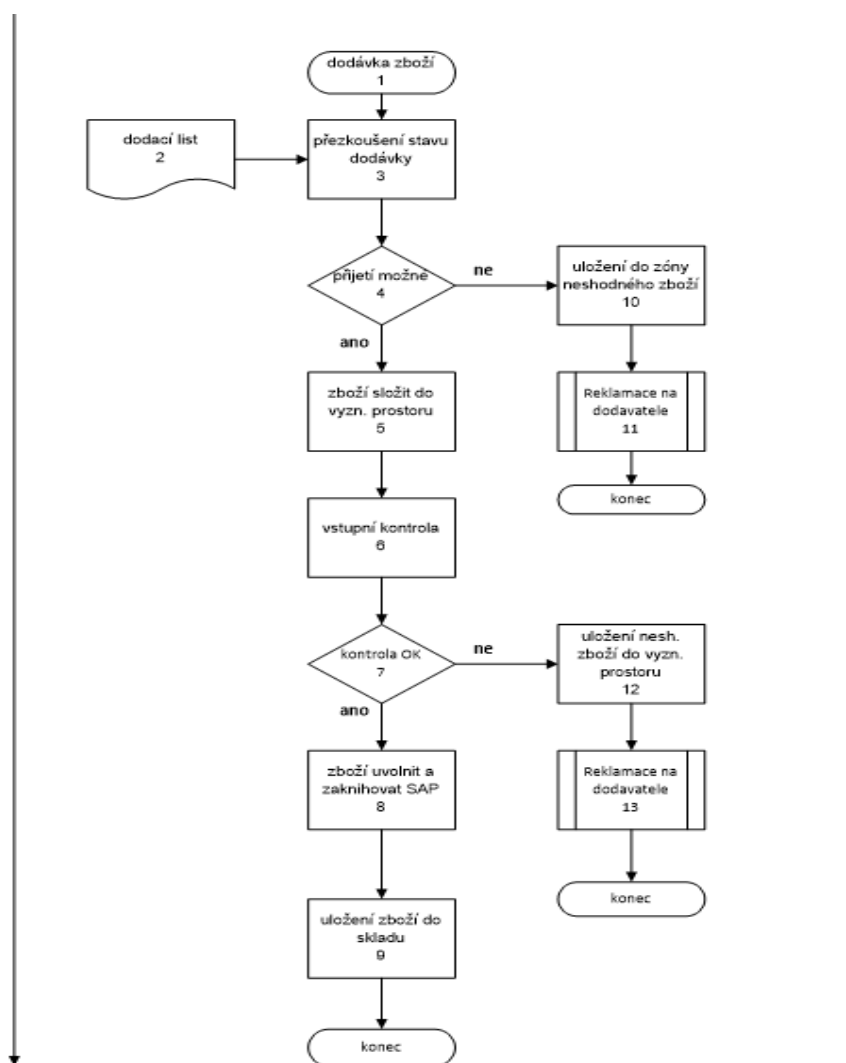 dodávka zboží
1
dodací list
2
přezkoušení stavu
dodávky
3
přijetí možné
4
ne
uložení do zóny
neshodného zboží
10
ano
zboží složit do
vyzn. prostoru
5
Reklamace na
dodavatele
11
konec
vstupní kontrola
6
kontrola OK
7
ne
uložení nesh.
zboží do vyzn.
prostoru
12
ano
zboží uvolnit a
zaknihovat SAP
8
Reklamace na
dodavatele
13
konec
uložení zboží do
skladu
9
konec